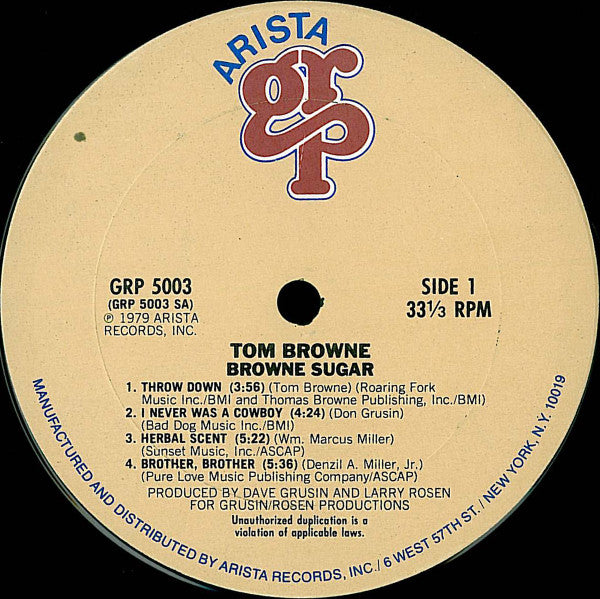 ARISTA
grp
GRP 5003
(GRP 5003 SA)
℗ 1979 ARISTA
RECORDS, INC.
SIDE 1
33⅓ RPM
TOM BROWNE
BROWNE SUGAR
1. THROW DOWN (3:56) (Tom Browne) (Roaring Fork
Music Inc./BMI and Thomas Browne Publishing, Inc./BMI)
2. I NEVER WAS A COWBOY (4:24) (Don Grusin)
(Bad Dog Music Inc./BMI)
3. HERBAL SCENT (5:22) (Wm. Marcus Miller)
(Sunset Music, Inc./ASCAP)
4. BROTHER, BROTHER (5:36) (Denzil A. Miller, Jr.)
(Pure Love Music Publishing Company/ASCAP)
PRODUCED BY DAVE GRUSIN AND LARRY ROSEN
FOR GRUSIN/ROSEN PRODUCTIONS
Unauthorized duplication is a
violation of applicable laws.
MANUFACTURED AND DISTRIBUTED BY ARISTA RECORDS, INC./6 WEST 57TH ST./NEW YORK, N.Y. 10019